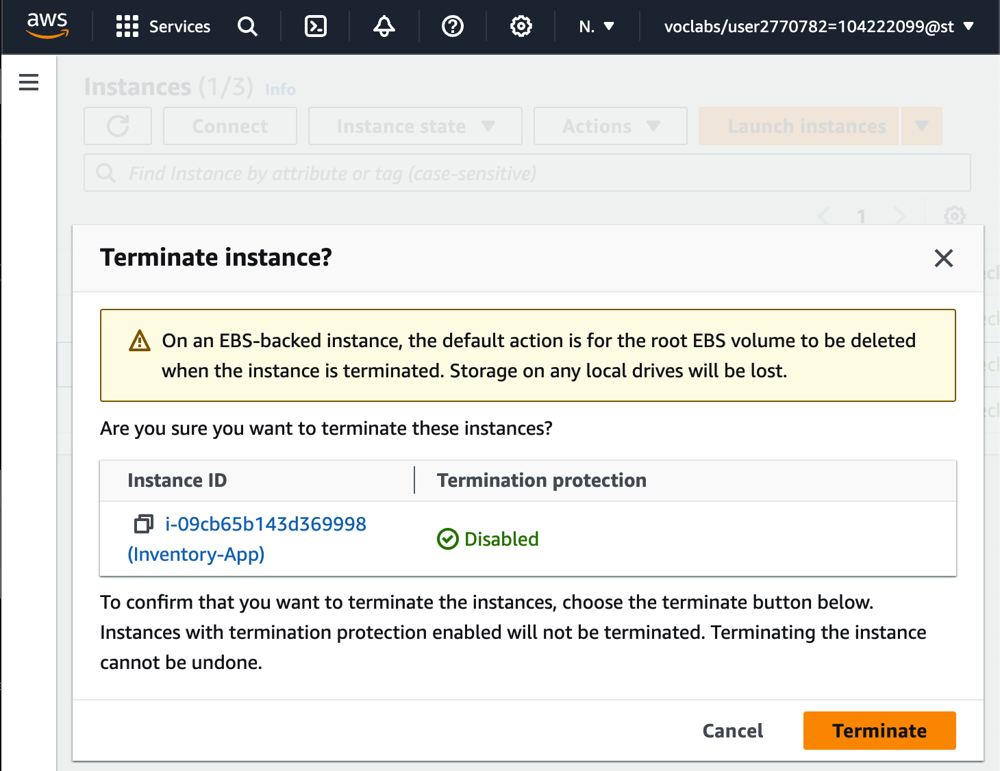 aws
Services
N.
voclabs/user2770782=104222099@st
Instances (1/3) Info
Connect
Instance state
Actions
Launch instances
Find Instance by attribute or tag (case-sensitive)
1
Terminate instance?
On an EBS-backed instance, the default action is for the root EBS volume to be deleted
when the instance is terminated. Storage on any local drives will be lost.
Are you sure you want to terminate these instances?
Instance ID
Termination protection
i-09cb65b143d369998
(Inventory-App)
Disabled
To confirm that you want to terminate the instances, choose the terminate button below.
Instances with termination protection enabled will not be terminated. Terminating the instance
cannot be undone.
Cancel
Terminate